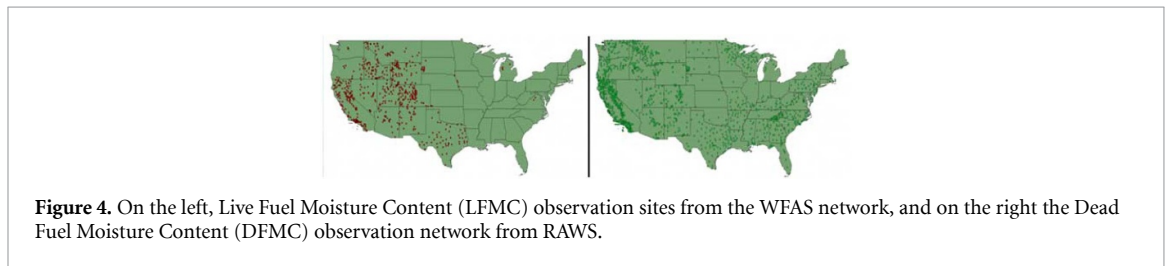 Figure 4. On the left, Live Fuel Moisture Content (LFMC) observation sites from the WFAS network, and on the right the Dead
Fuel Moisture Content (DFMC) observation network from RAWS.